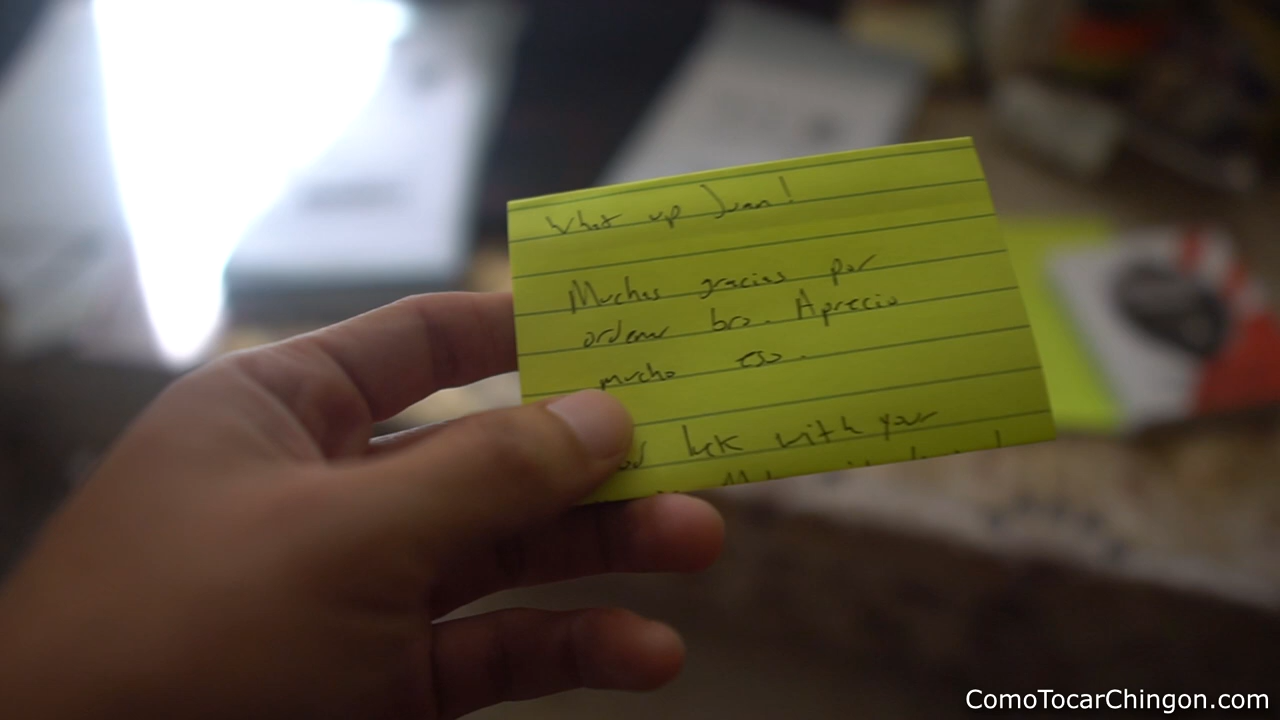 What up Juan!
Muchas gracias por
ordenar bro. Aprecio
mucho eso.
luck with your
ComoTocarChingon.com